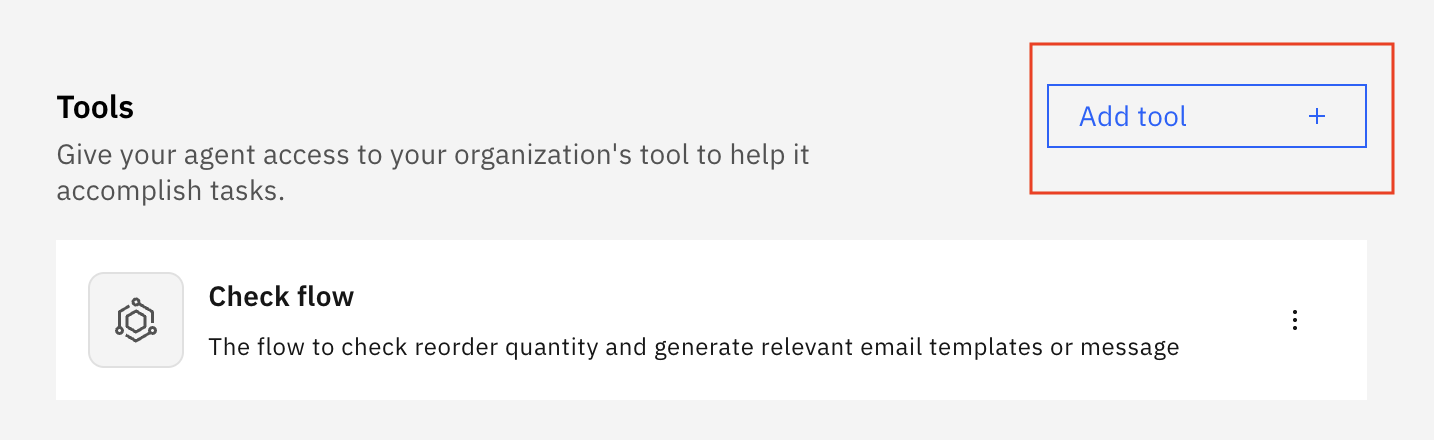 Tools
Give your agent access to your organization's tool to help it
accomplish tasks.
Add tool +
Check flow
The flow to check reorder quantity and generate relevant email templates or message